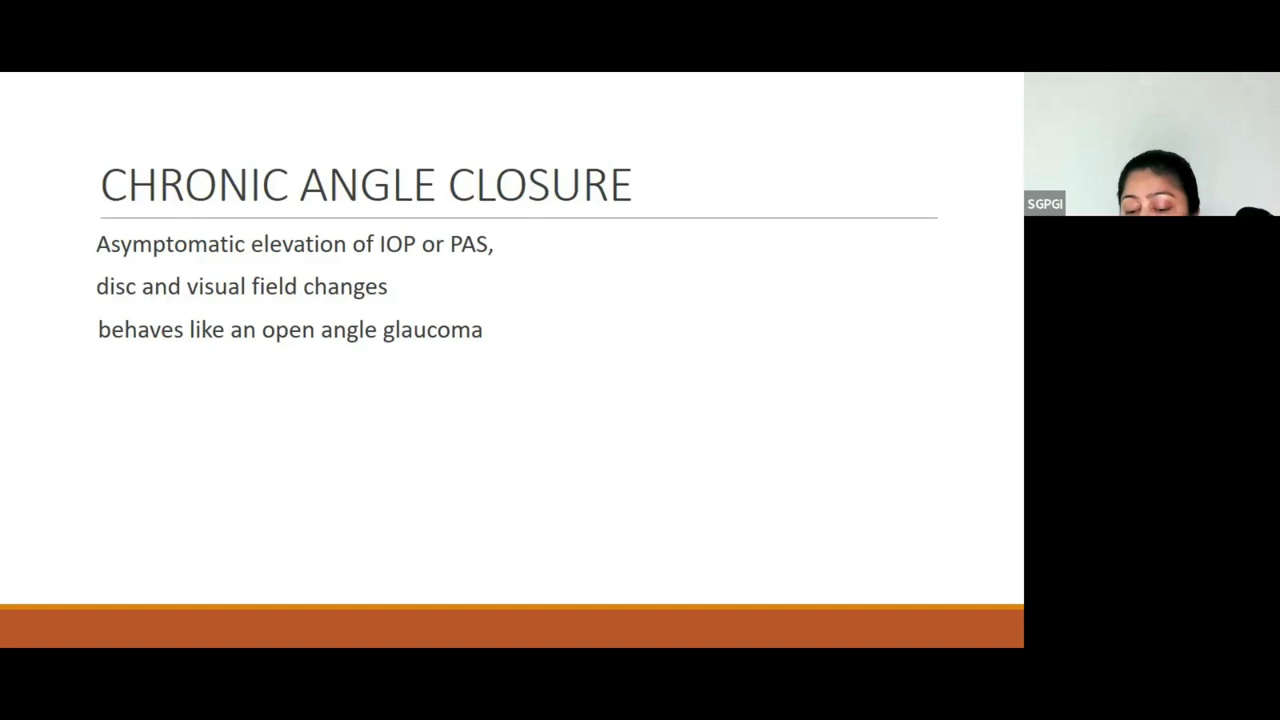 CHRONIC ANGLE CLOSURE
Asymptomatic elevation of IOP or PAS,
disc and visual field changes
behaves like an open angle glaucoma
SGPGI